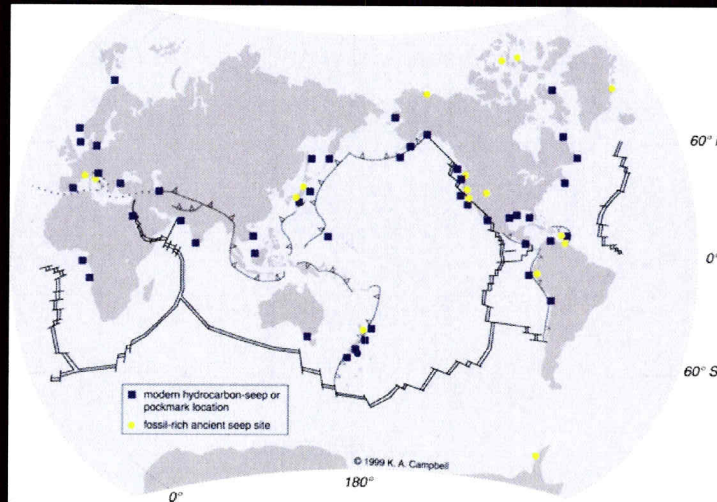 60° N
0°
60° S
modern hydrocarbon-seep or
pockmark location
fossil-rich ancient seep site
© 1999 K. A. Campbell
0°
180°